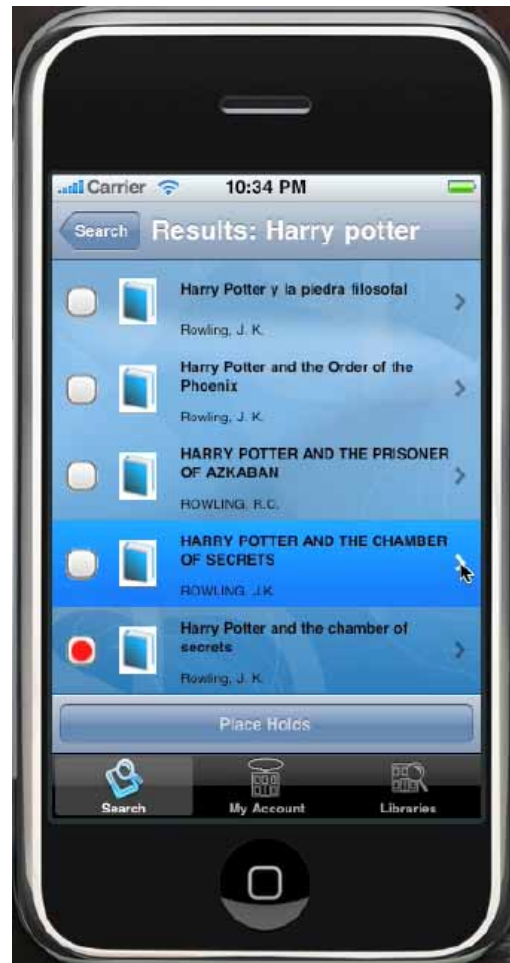 Carrier 10:34 PM
Search Results: Harry potter
Harry Potter y la piedra filosofal
Rowling, J. K.
Harry Potter and the Order of the
Phoenix
Rowling, J. K.
HARRY POTTER AND THE PRISONER
OF AZKABAN
ROWLING, R.C.
HARRY POTTER AND THE CHAMBER
OF SECRETS
ROWLING, J.K.
Harry Potter and the chamber of
secrets
Rowling, J. K.
Place Holds
Search My Account Libraries